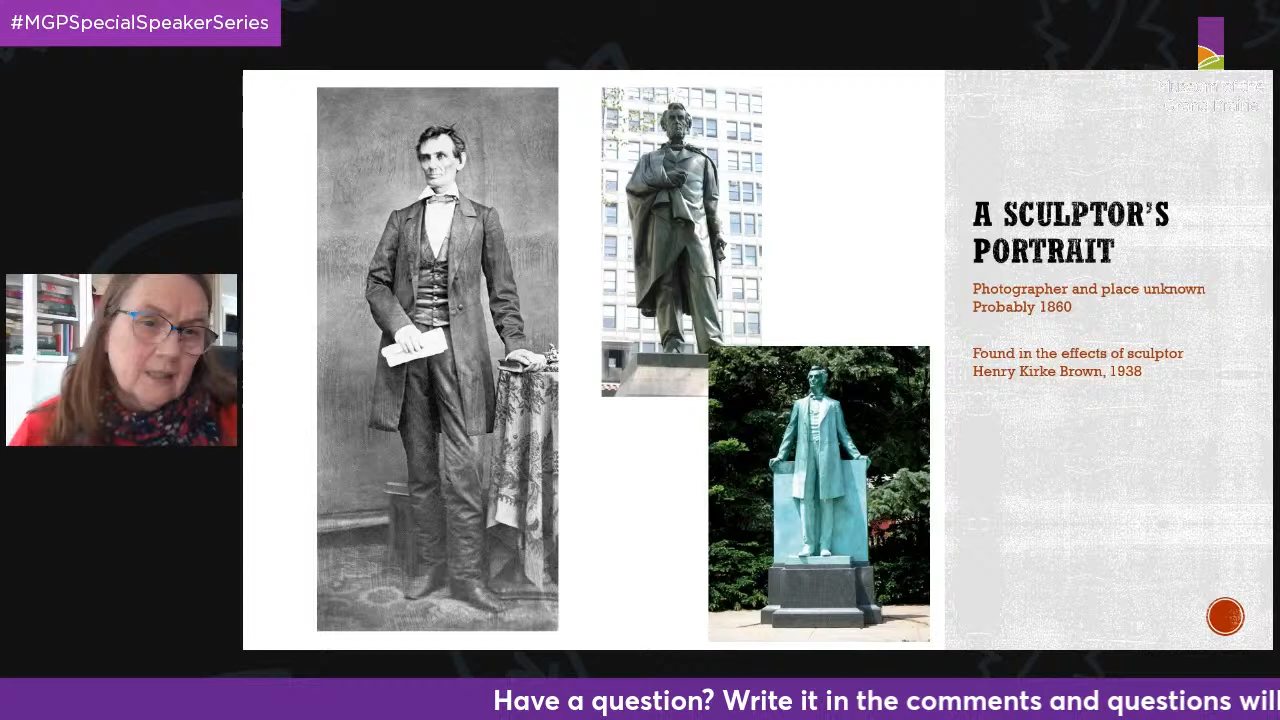 #MGPSpecialSpeakerSeries
A SCULPTOR'S
PORTRAIT
Photographer and place unknown
Probably 1860
Found in the effects of sculptor
Henry Kirke Brown, 1938
Have a question? Write it in the comments and questions will